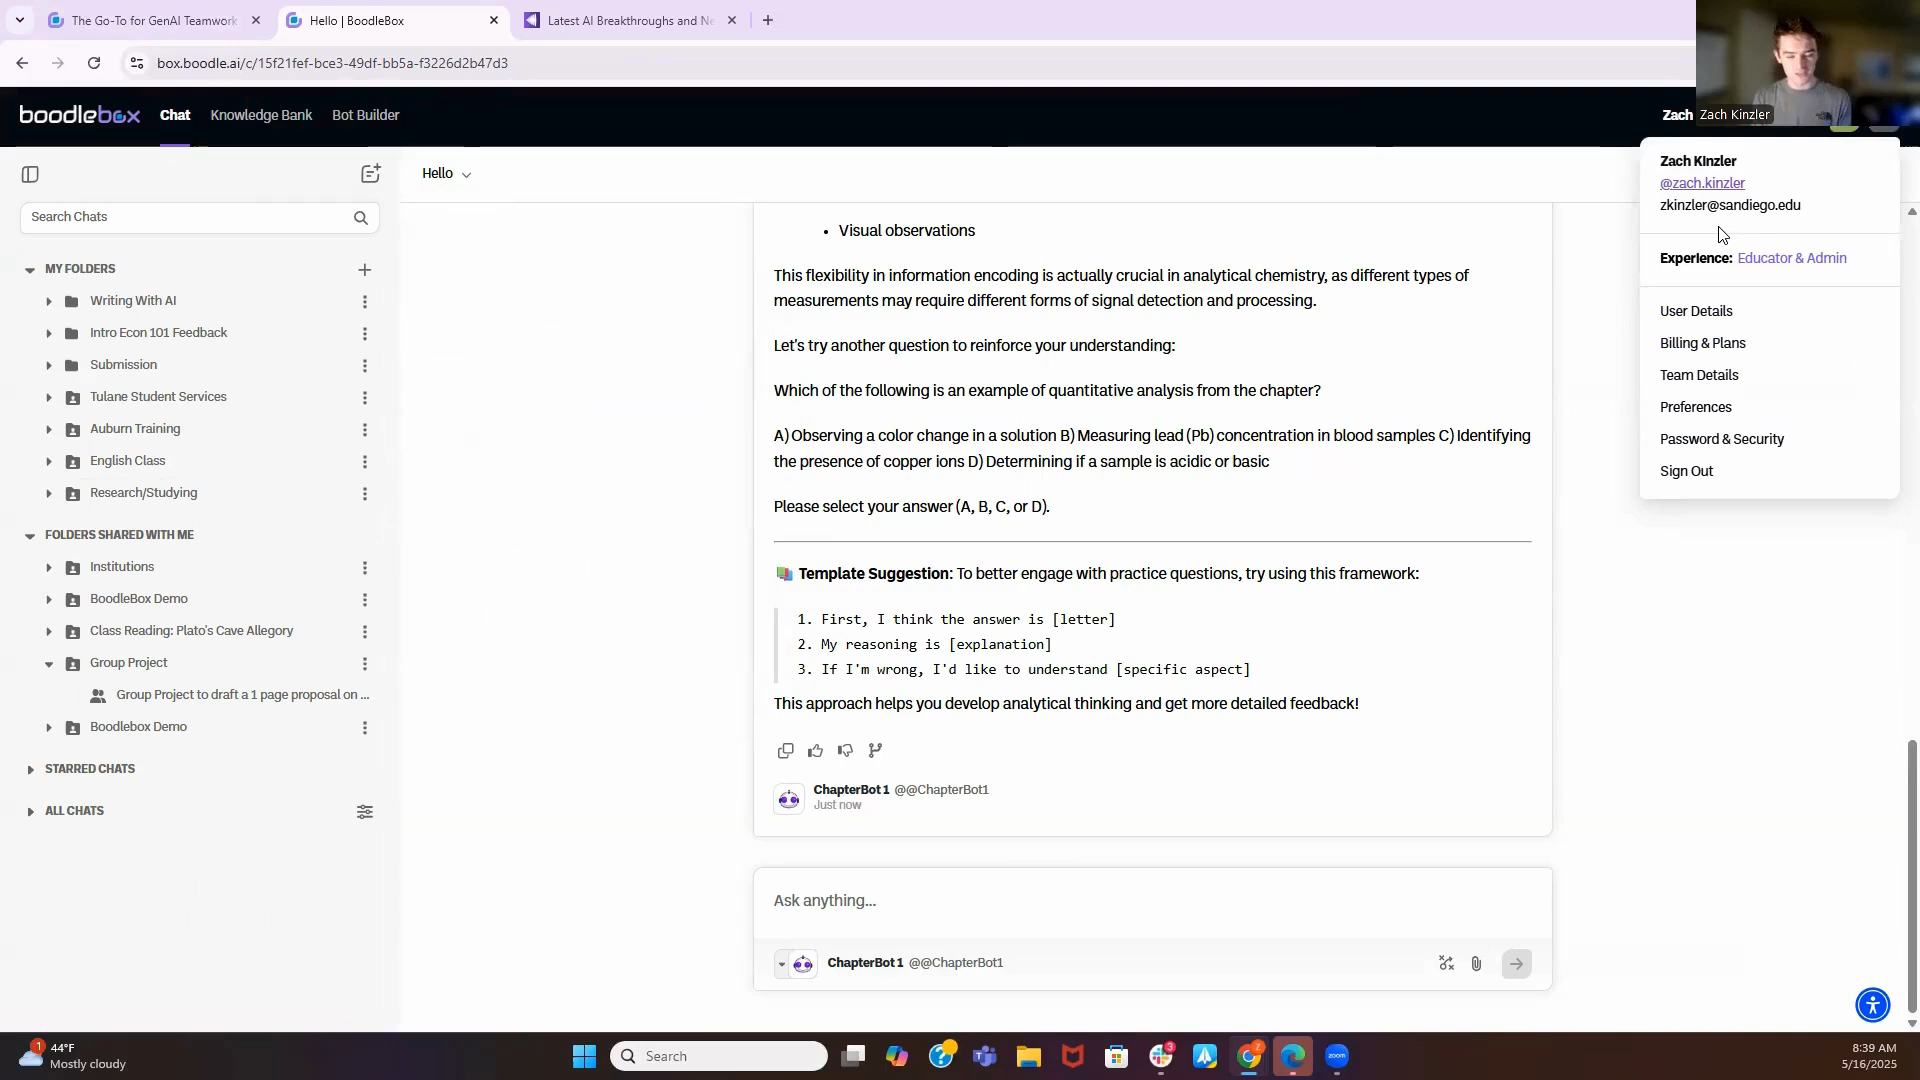 The Go-To for GenAI Teamwork
Hello | BoodleBox
Latest AI Breakthroughs and Ne
box.boodle.ai/c/15f21fef-bce3-49df-bb5a-f3226d2b47d3
boodlebox
Chat
Knowledge Bank
Bot Builder
Zach
Zach Kinzler
Zach Kinzler
@zach.kinzler
zkinzler@sandiego.edu
Experience: Educator & Admin
User Details
Billing & Plans
Team Details
Preferences
Password & Security
Sign Out
Search Chats
MY FOLDERS
Writing With AI
Intro Econ 101 Feedback
Submission
Tulane Student Services
Auburn Training
English Class
Research/Studying
FOLDERS SHARED WITH ME
Institutions
BoodleBox Demo
Class Reading: Plato's Cave Allegory
Group Project
Group Project to draft a 1 page proposal on ...
Boodlebox Demo
STARRED CHATS
ALL CHATS
Hello
• Visual observations
This flexibility in information encoding is actually crucial in analytical chemistry, as different types of
measurements may require different forms of signal detection and processing.
Let's try another question to reinforce your understanding:
Which of the following is an example of quantitative analysis from the chapter?
A) Observing a color change in a solution B) Measuring lead (Pb) concentration in blood samples C) Identifying
the presence of copper ions D) Determining if a sample is acidic or basic
Please select your answer (A, B, C, or D).
Template Suggestion: To better engage with practice questions, try using this framework:
1. First, I think the answer is [letter]
2. My reasoning is [explanation]
3. If I'm wrong, I'd like to understand [specific aspect]
This approach helps you develop analytical thinking and get more detailed feedback!
ChapterBot 1 @@ChapterBot1
Just now
Ask anything...
ChapterBot 1 @@ChapterBot1
1
44°F
Mostly cloudy
Search
3
zoom
8:39 AM
5/16/2025